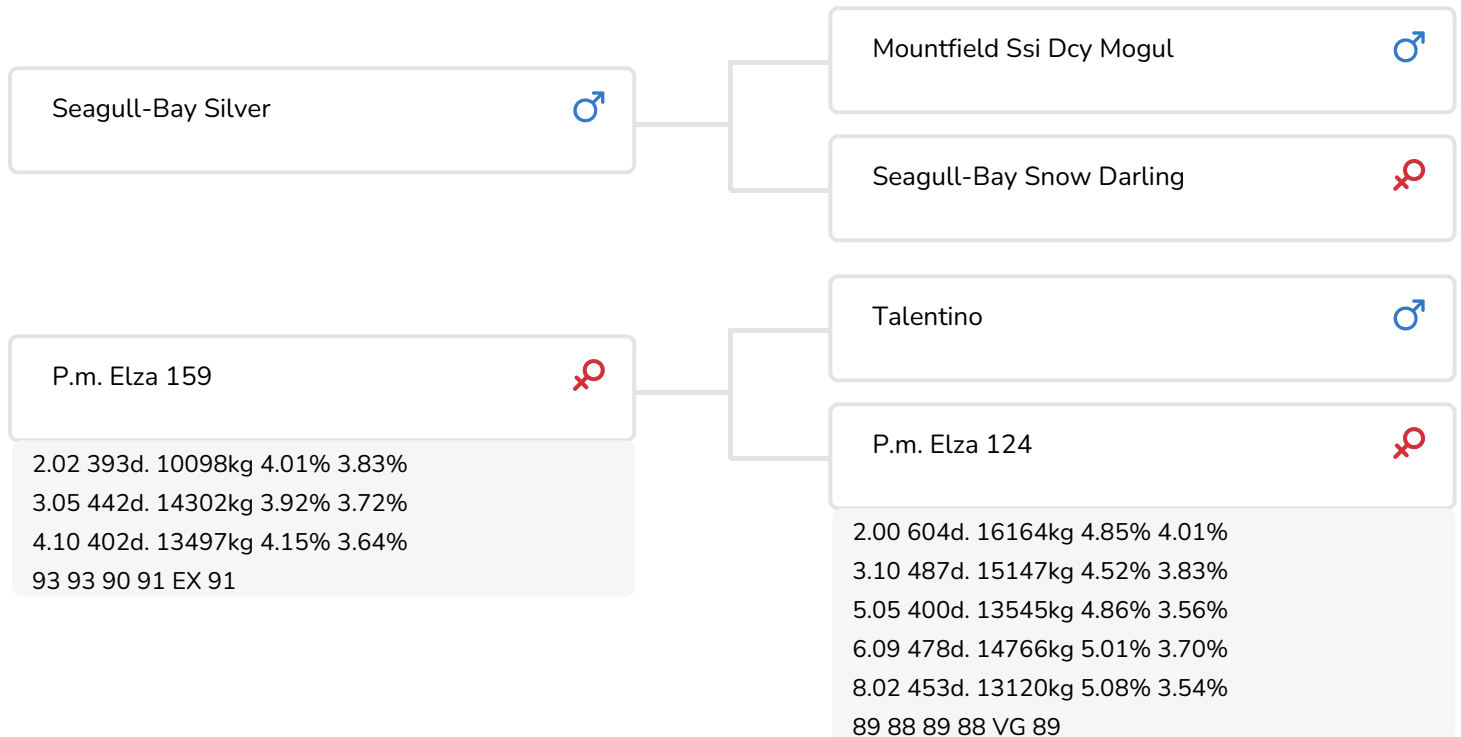 Seagull-Bay Silver
Mountfield Ssi Dcy Mogul
Seagull-Bay Snow Darling
P.m. Elza 159
2.02 393d. 10098kg 4.01% 3.83%
3.05 442d. 14302kg 3.92% 3.72%
4.10 402d. 13497kg 4.15% 3.64%
93 93 90 91 EX 91
Talentino
P.m. Elza 124
2.00 604d. 16164kg 4.85% 4.01%
3.10 487d. 15147kg 4.52% 3.83%
5.05 400d. 13545kg 4.86% 3.56%
6.09 478d. 14766kg 5.01% 3.70%
8.02 453d. 13120kg 5.08% 3.54%
89 88 89 88 VG 89